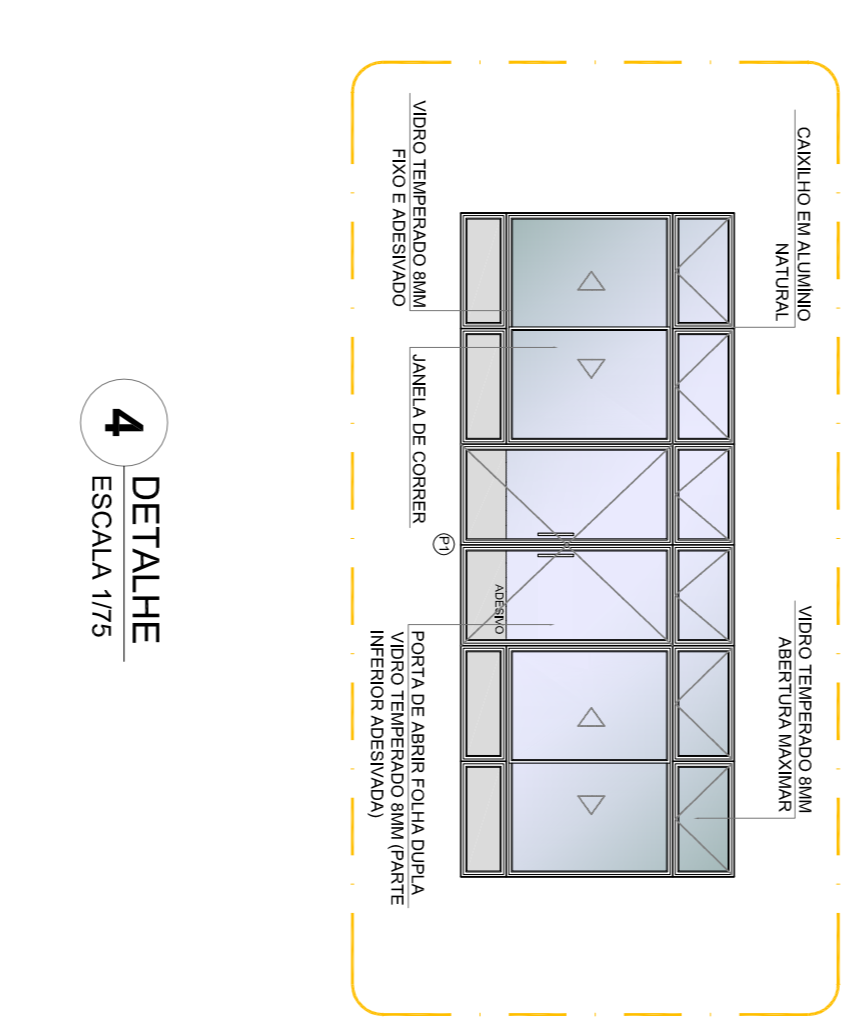 CAIXILHO EM ALUMÍNIO
NATURAL
VIDRO TEMPERADO 8MM
ABERTURA MAXIMAR
VIDRO TEMPERADO 8MM
FIXO E ADESIVADO
JANELA DE CORRER
P1
ADESIVO
PORTA DE ABRIR FOLHA DUPLA
VIDRO TEMPERADO 8MM (PARTE
INFERIOR ADESIVADA)
4
DETALHE
ESCALA 1/75